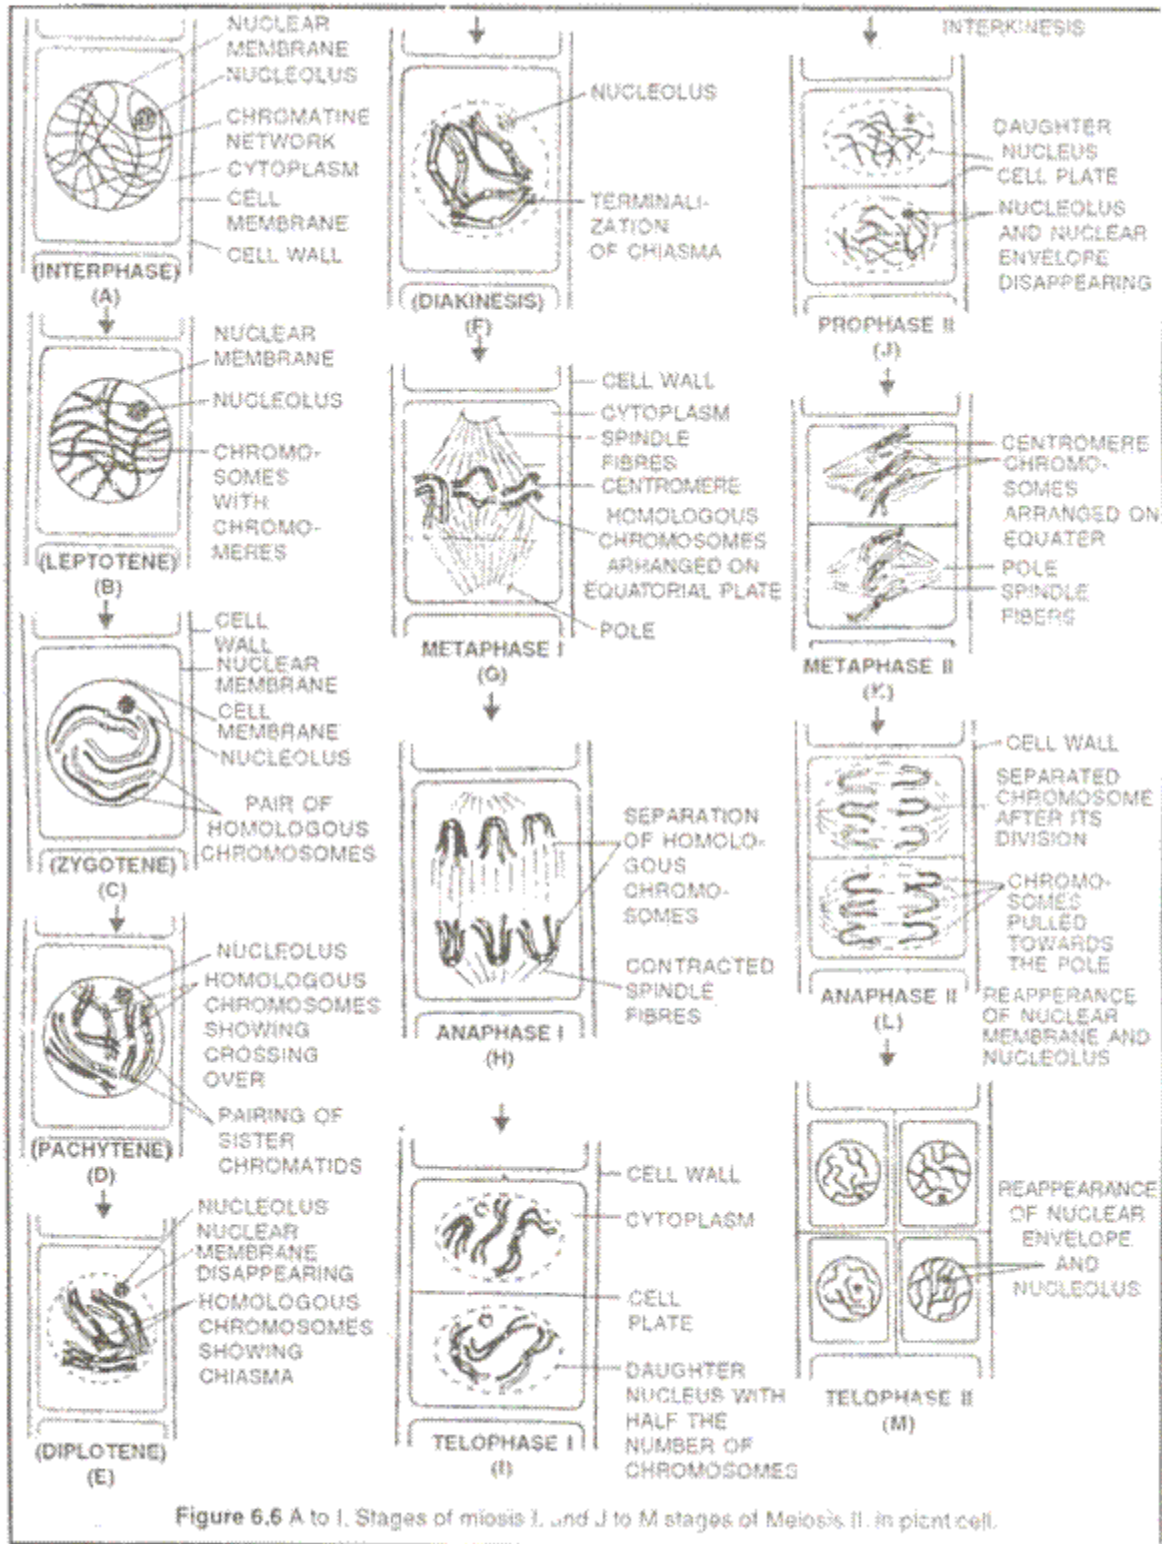 NUCLEAR
MEMBRANE
NUCLEOLUS
CHROMATINE
NETWORK
CYTOPLASM
CELL
MEMBRANE
CELL WALL
(INTERPHASE)
(A)
NUCLEAR
MEMBRANE
NUCLEOLUS
CHROMO-
SOMES
WITH
CHROMO-
MERES
(LEPTOTENE)
(B)
CELL
WALL
NUCLEAR
MEMBRANE
CELL
MEMBRANE
NUCLEOLUS
PAIR OF
HOMOLOGOUS
CHROMOSOMES
(ZYGOTENE)
(C)
NUCLEOLUS
HOMOLOGOUS
CHROMOSOMES
SHOWING
CROSSING
OVER
PAIRING OF
SISTER
CHROMATIDS
(PACHYTENE)
(D)
NUCLEOLUS
NUCLEAR
MEMBRANE
DISAPPEARING
HOMOLOGOUS
CHROMOSOMES
SHOWING
CHIASMA
(DIPLOTENE)
(E)
NUCLEOLUS
TERMINALI-
ZATION
OF CHIASMA
(DIAKINESIS)
(F)
CELL WALL
CYTOPLASM
SPINDLE
FIBRES
CENTROMERE
HOMOLOGOUS
CHROMOSOMES
ARRANGED ON
EQUATORIAL PLATE
POLE
METAPHASE I
(G)
SEPARATION
OF HOMOLO-
GOUS
CHROMO-
SOMES
CONTRACTED
SPINDLE
FIBRES
ANAPHASE I
(H)
CELL WALL
CYTOPLASM
CELL
PLATE
DAUGHTER
NUCLEUS WITH
HALF THE
NUMBER OF
CHROMOSOMES
TELOPHASE I
(I)
INTERKINESIS
DAUGHTER
NUCLEUS
CELL PLATE
NUCLEOLUS
AND NUCLEAR
ENVELOPE
DISAPPEARING
PROPHASE II
(J)
CENTROMERE
CHROMO-
SOMES
ARRANGED ON
EQUATER
POLE
SPINDLE
FIBERS
METAPHASE II
(K)
CELL WALL
SEPARATED
CHROMOSOME
AFTER ITS
DIVISION
CHROMO-
SOMES
PULLED
TOWARDS
THE POLE
ANAPHASE II
(L)
REAPPERANCE
OF NUCLEAR
MEMBRANE AND
NUCLEOLUS
REAPPEARANCE
OF NUCLEAR
ENVELOPE
AND
NUCLEOLUS
TELOPHASE II
(M)
Figure 6.6 A to I. Stages of miosis I. and J to M stages of Meiosis II. in plant cell.